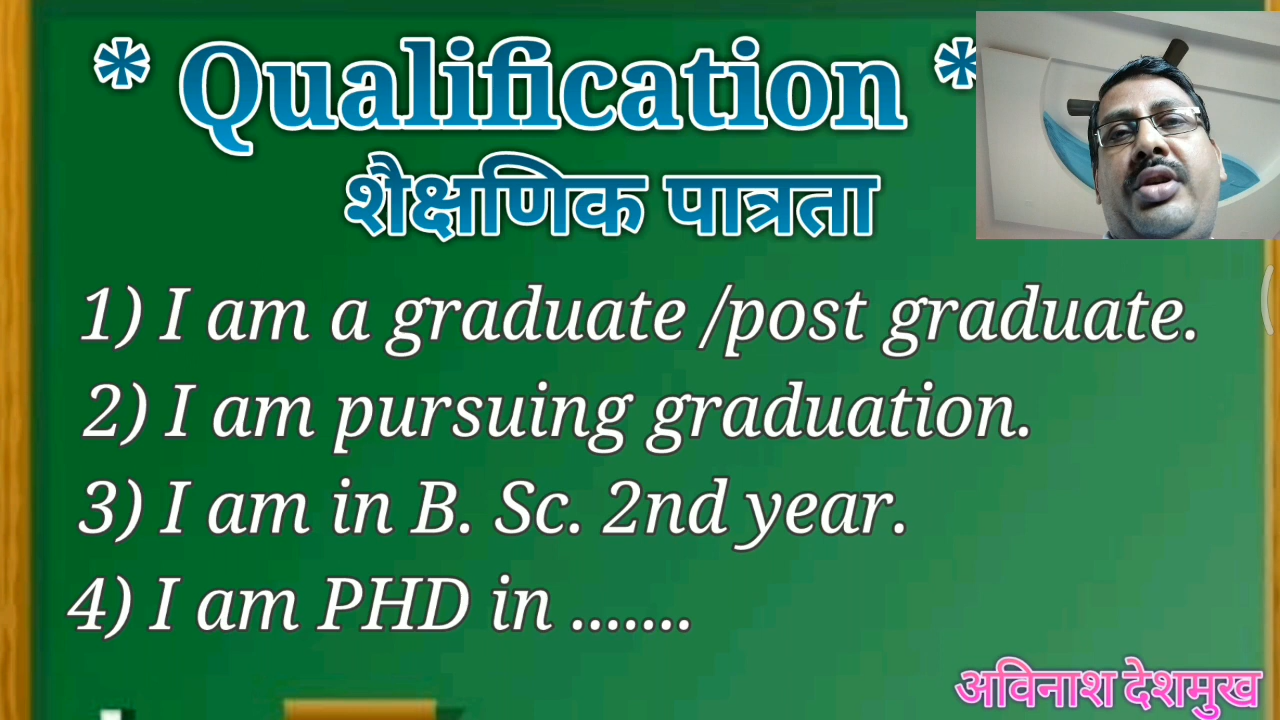 * Qualification *
शैक्षणिक पात्रता
1) I am a graduate /post graduate.
2) I am pursuing graduation.
3) I am in B. Sc. 2nd year.
4) I am PHD in .......
अविनाश देशमुख